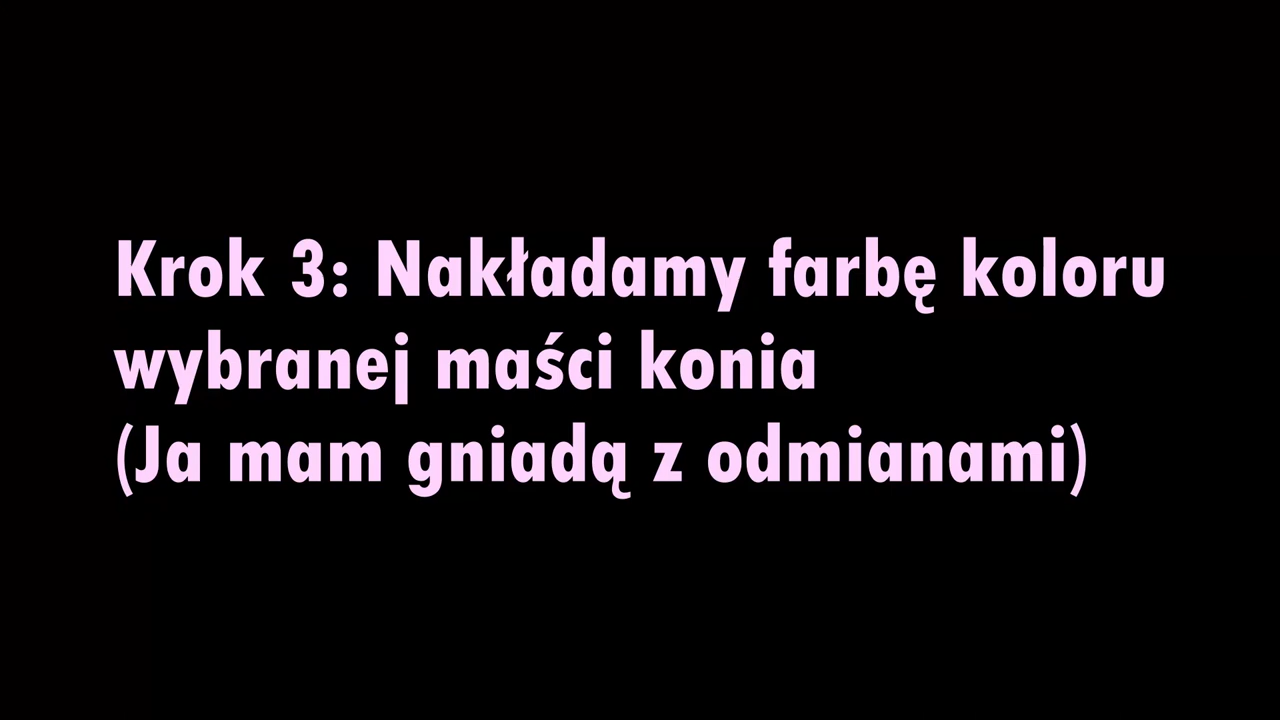 Krok 3: Nakładamy farbę koloru
wybranej maści konia
(Ja mam gniadą z odmianami)